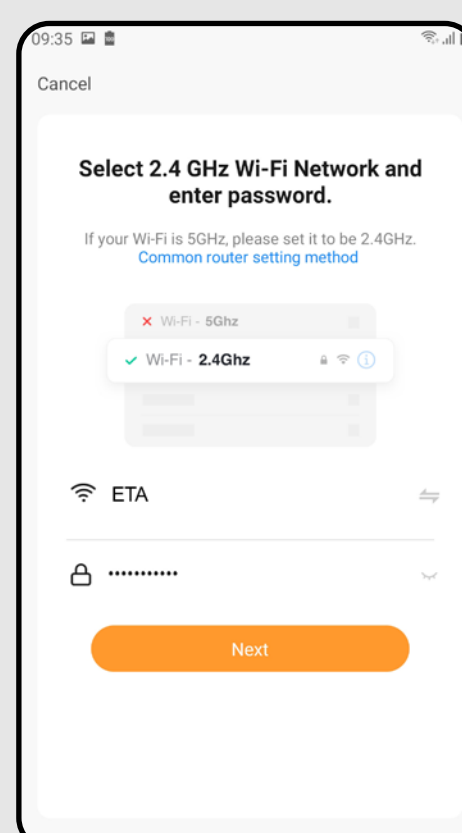 09:35
Cancel
Select 2.4 GHz Wi-Fi Network and
enter password.
If your Wi-Fi is 5GHz, please set it to be 2.4GHz.
Common router setting method
Wi-Fi - 5Ghz
Wi-Fi - 2.4Ghz
ETA
•••••••••••
Next